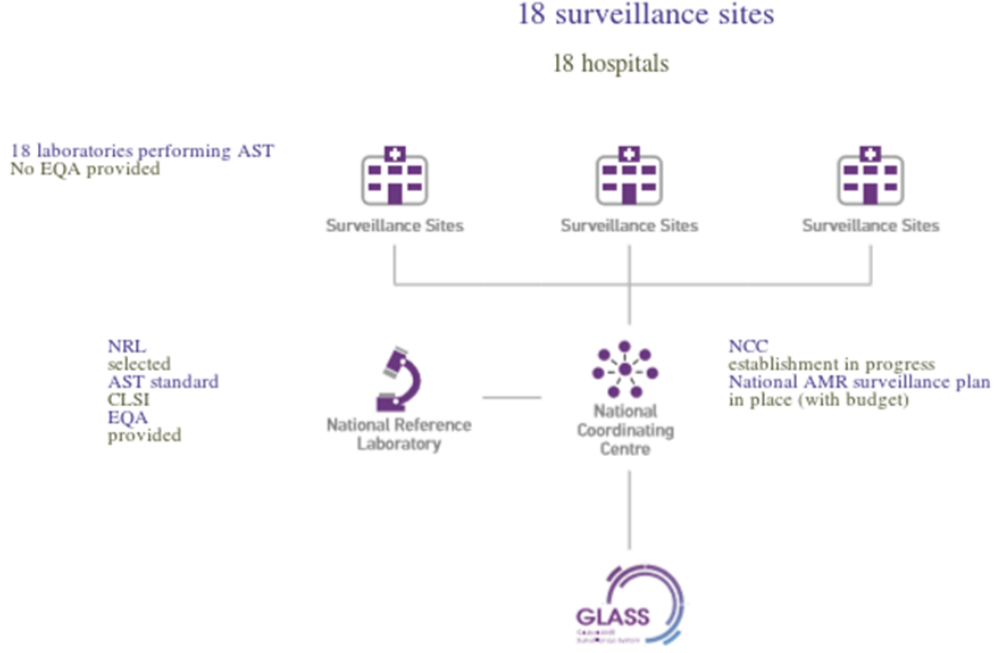 18 surveillance sites
18 hospitals
18 laboratories performing AST
No EQA provided
Surveillance Sites
Surveillance Sites
Surveillance Sites
NRL
selected
AST standard
CLSI
EQA
provided
National Reference
Laboratory
National
Coordinating
Centre
NCC
establishment in progress
National AMR surveillance plan
in place (with budget)
GLASS